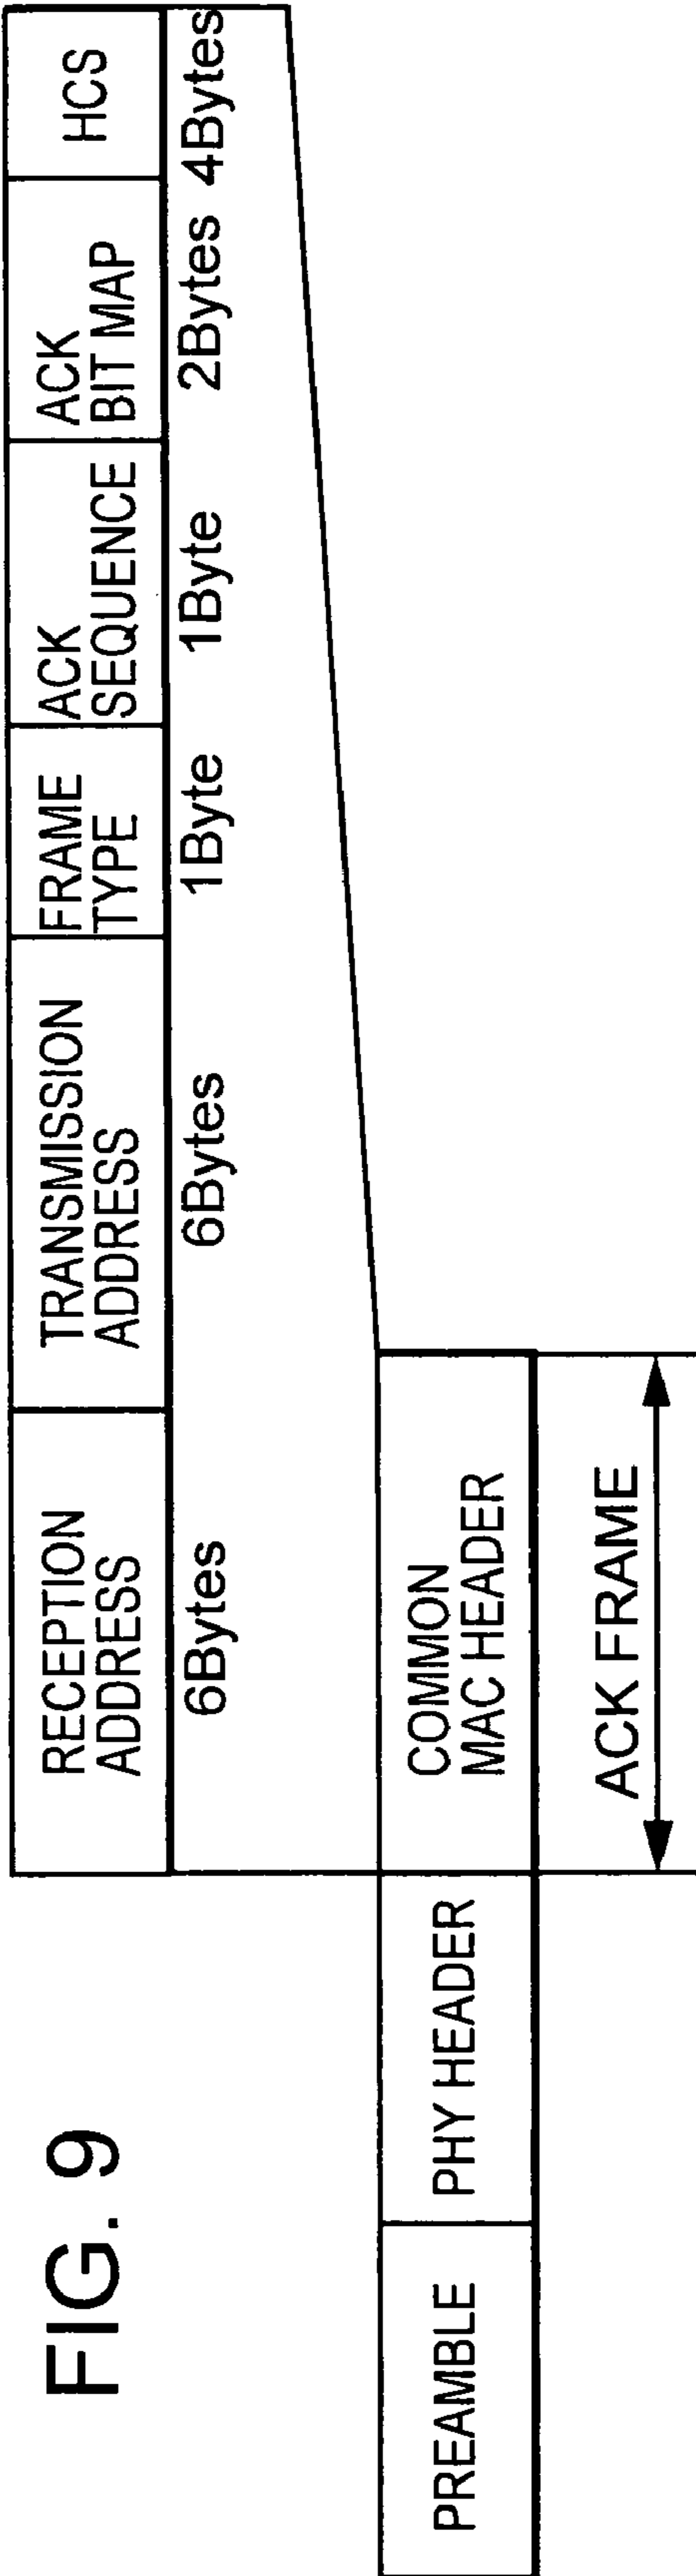 FIG. 9
RECEPTION
ADDRESS
TRANSMISSION
ADDRESS
FRAME
TYPE
ACK
SEQUENCE
ACK
BIT MAP
HCS
6Bytes
6Bytes
1Byte
1Byte
2Bytes
4Bytes
PREAMBLE
PHY HEADER
COMMON
MAC HEADER
ACK FRAME